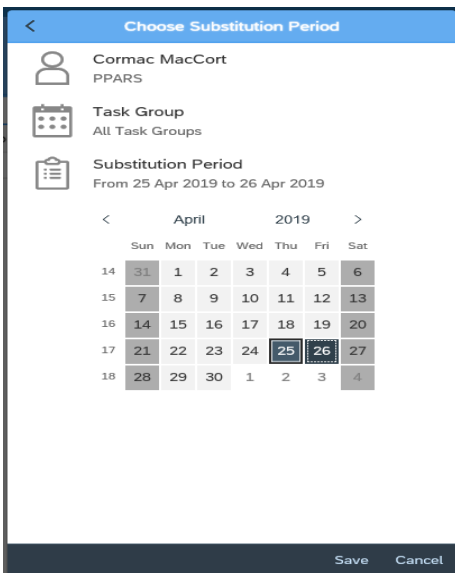 Choose Substitution Period
Cormac MacCort
PPARS
Task Group
All Task Groups
Substitution Period
From 25 Apr 2019 to 26 Apr 2019
< April 2019 >
Sun Mon Tue Wed Thu Fri Sat
14 31 1 2 3 4 5 6
15 7 8 9 10 11 12 13
16 14 15 16 17 18 19 20
17 21 22 23 24 25 26 27
18 28 29 30 1 2 3 4
Save Cancel